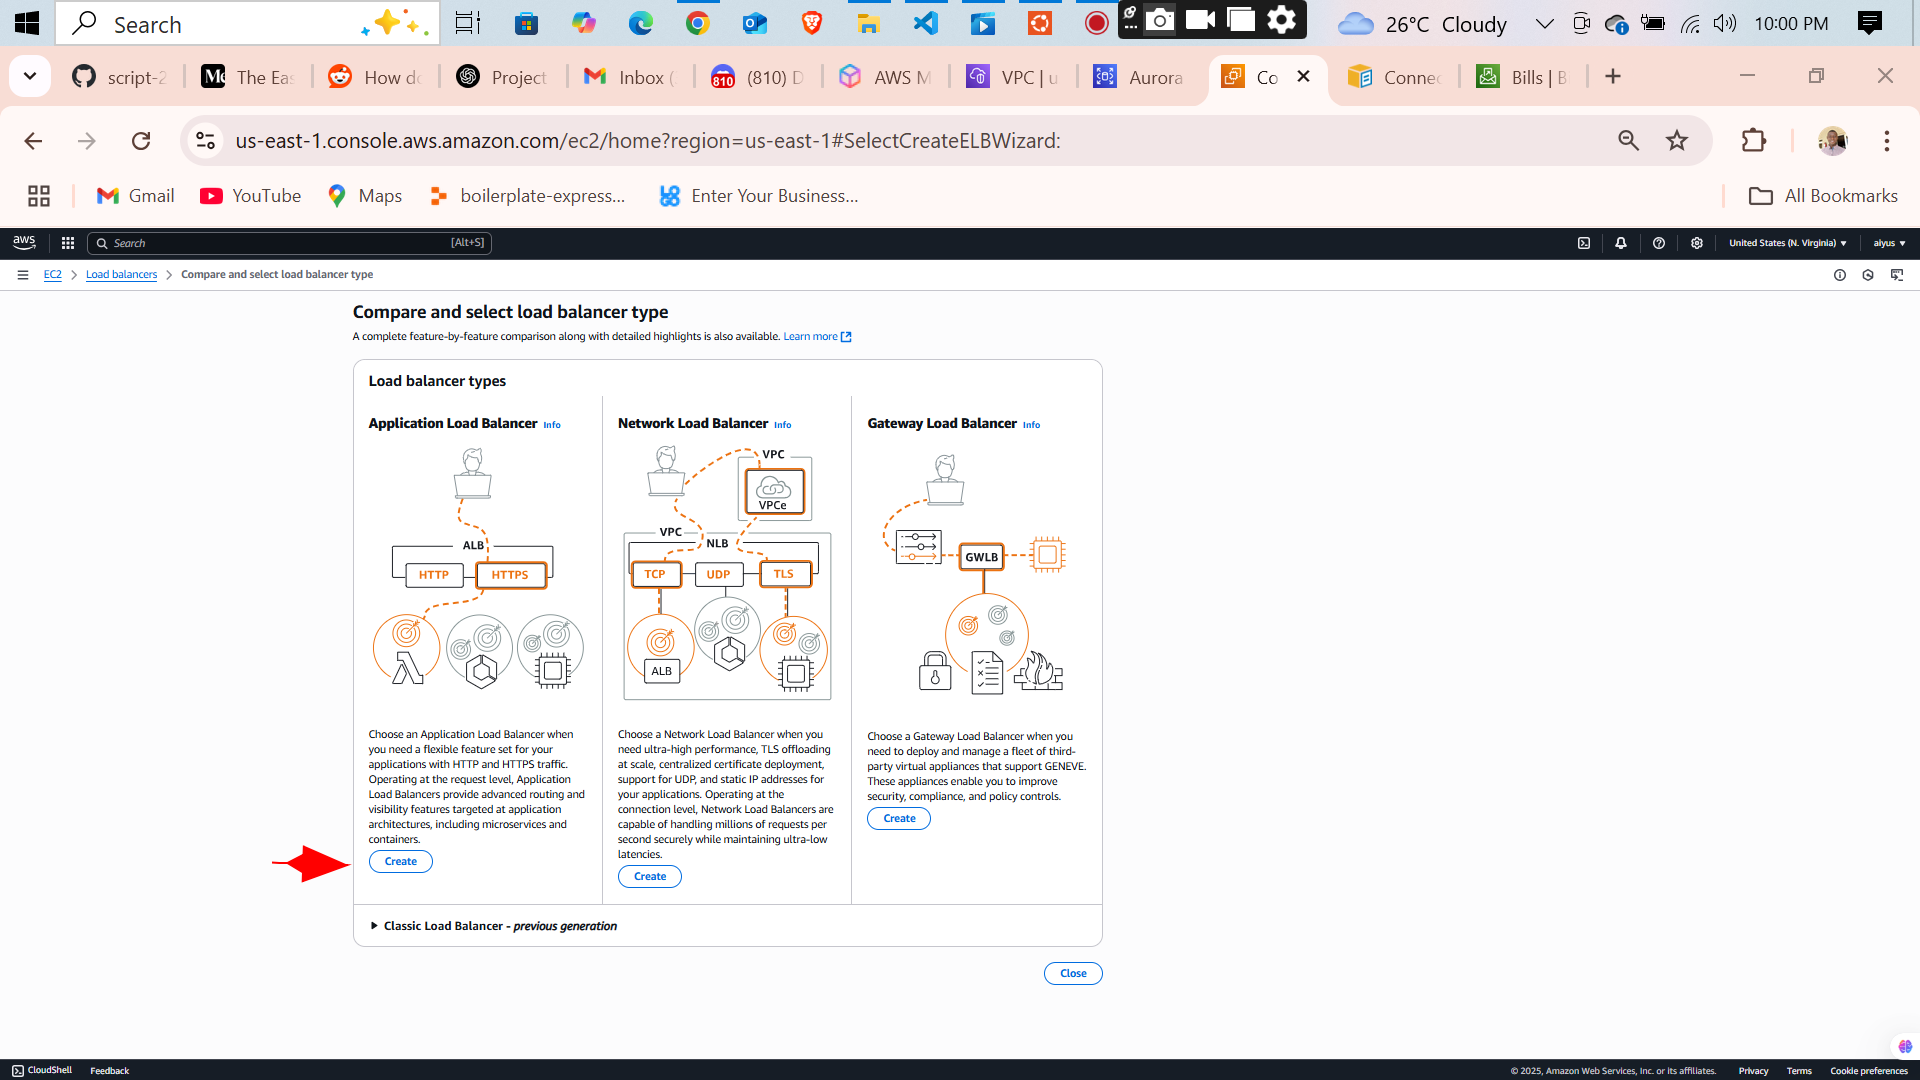 Search
26°C Cloudy
10:00 PM
script-2
The Eas
How do
Project
Inbox (
(810) D
AWS M
VPC | u
Aurora
Co
Connec
Bills | B
us-east-1.console.aws.amazon.com/ec2/home?region=us-east-1#SelectCreateELBWizard:
Gmail
YouTube
Maps
boilerplate-express...
Enter Your Business...
All Bookmarks
aws
Search
[Alt+S]
United States (N. Virginia)
aiyus
EC2 > Load balancers > Compare and select load balancer type
Compare and select load balancer type
A complete feature-by-feature comparison along with detailed highlights is also available. Learn more
Load balancer types
Application Load Balancer Info
ALB
HTTP
HTTPS
Choose an Application Load Balancer when
you need a flexible feature set for your
applications with HTTP and HTTPS traffic.
Operating at the request level, Application
Load Balancers provide advanced routing and
visibility features targeted at application
architectures, including microservices and
containers.
Create
Network Load Balancer Info
VPC
VPCe
VPC
NLB
TCP
UDP
TLS
ALB
Choose a Network Load Balancer when you
need ultra-high performance, TLS offloading
at scale, centralized certificate deployment,
support for UDP, and static IP addresses for
your applications. Operating at the
connection level, Network Load Balancers are
capable of handling millions of requests per
second securely while maintaining ultra-low
latencies.
Create
Gateway Load Balancer Info
GWLB
Choose a Gateway Load Balancer when you
need to deploy and manage a fleet of third-
party virtual appliances that support GENEVE.
These appliances enable you to improve
security, compliance, and policy controls.
Create
Classic Load Balancer - previous generation
Close
CloudShell
Feedback
© 2025, Amazon Web Services, Inc. or its affiliates.
Privacy
Terms
Cookie preferences